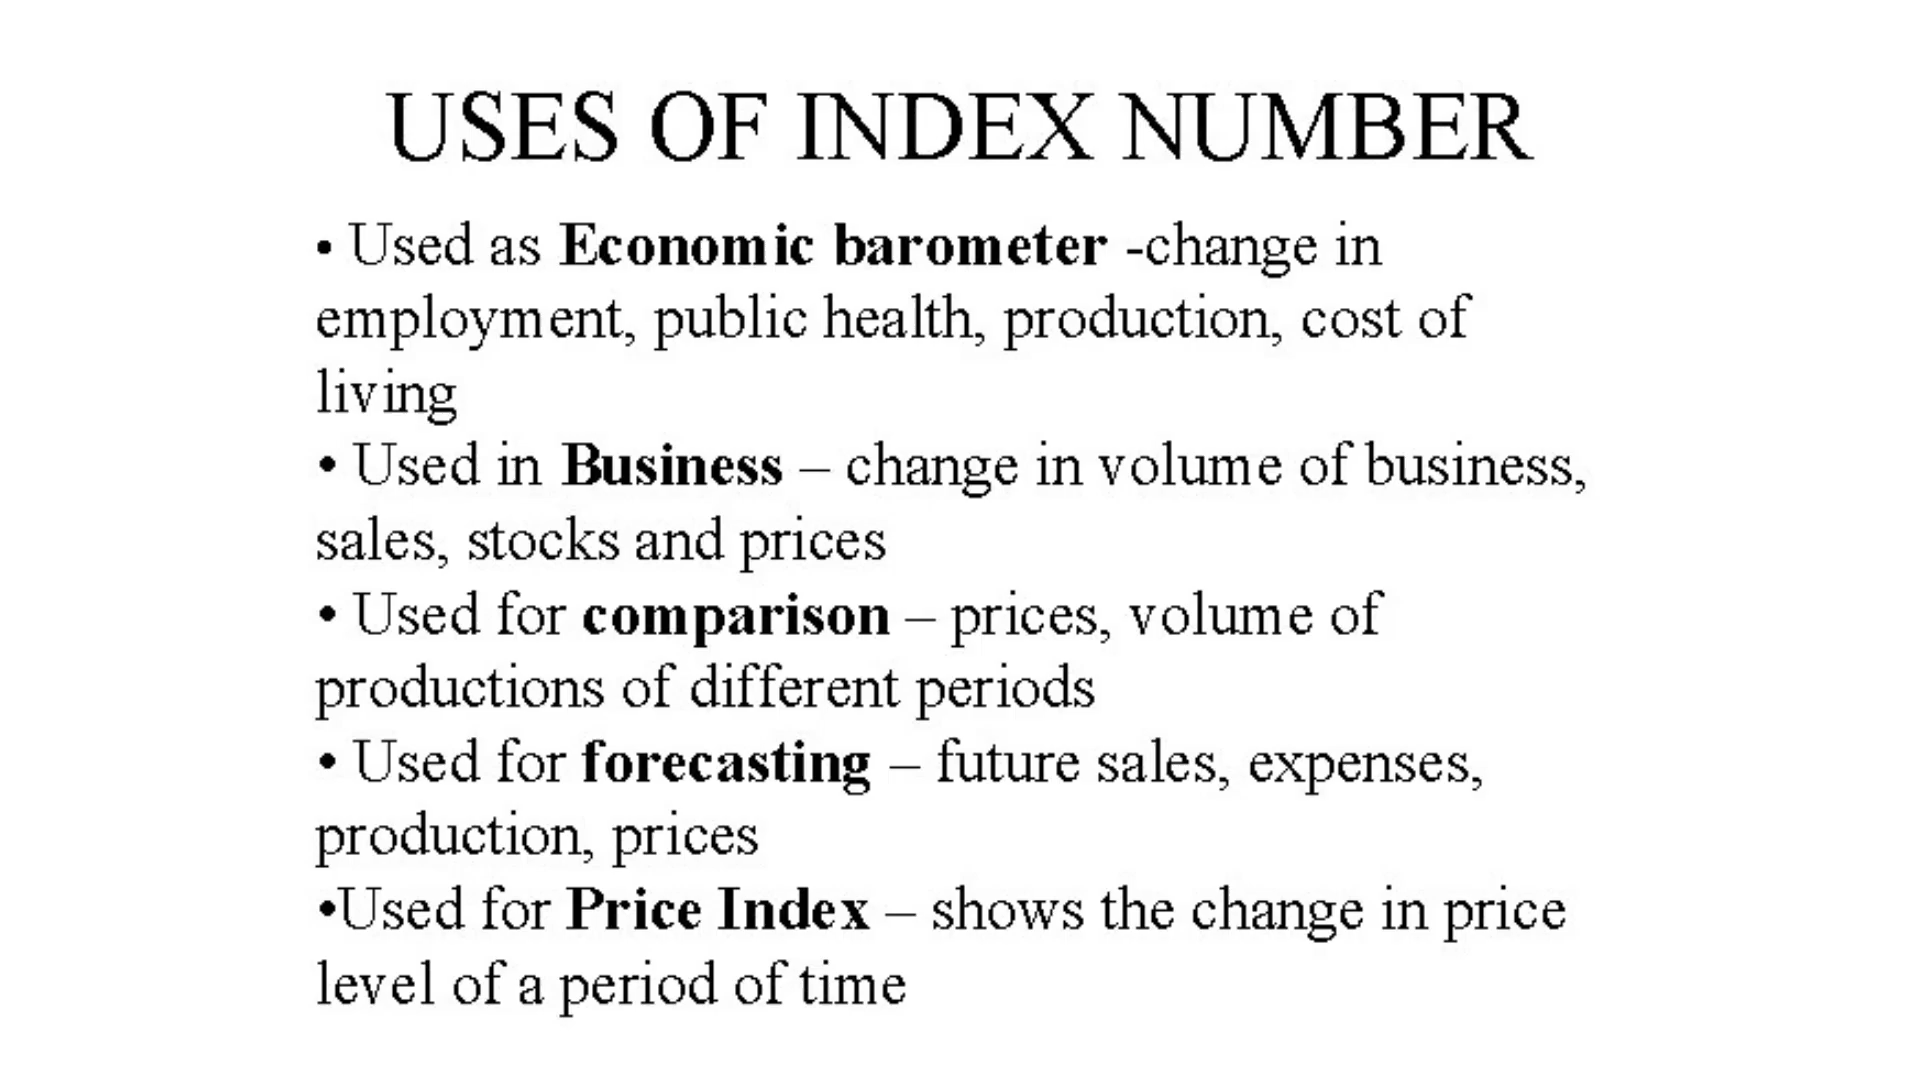 USES OF INDEX NUMBER
• Used as Economic barometer -change in
employment, public health, production, cost of
living
• Used in Business – change in volume of business,
sales, stocks and prices
• Used for comparison – prices, volume of
productions of different periods
• Used for forecasting – future sales, expenses,
production, prices
•Used for Price Index – shows the change in price
level of a period of time